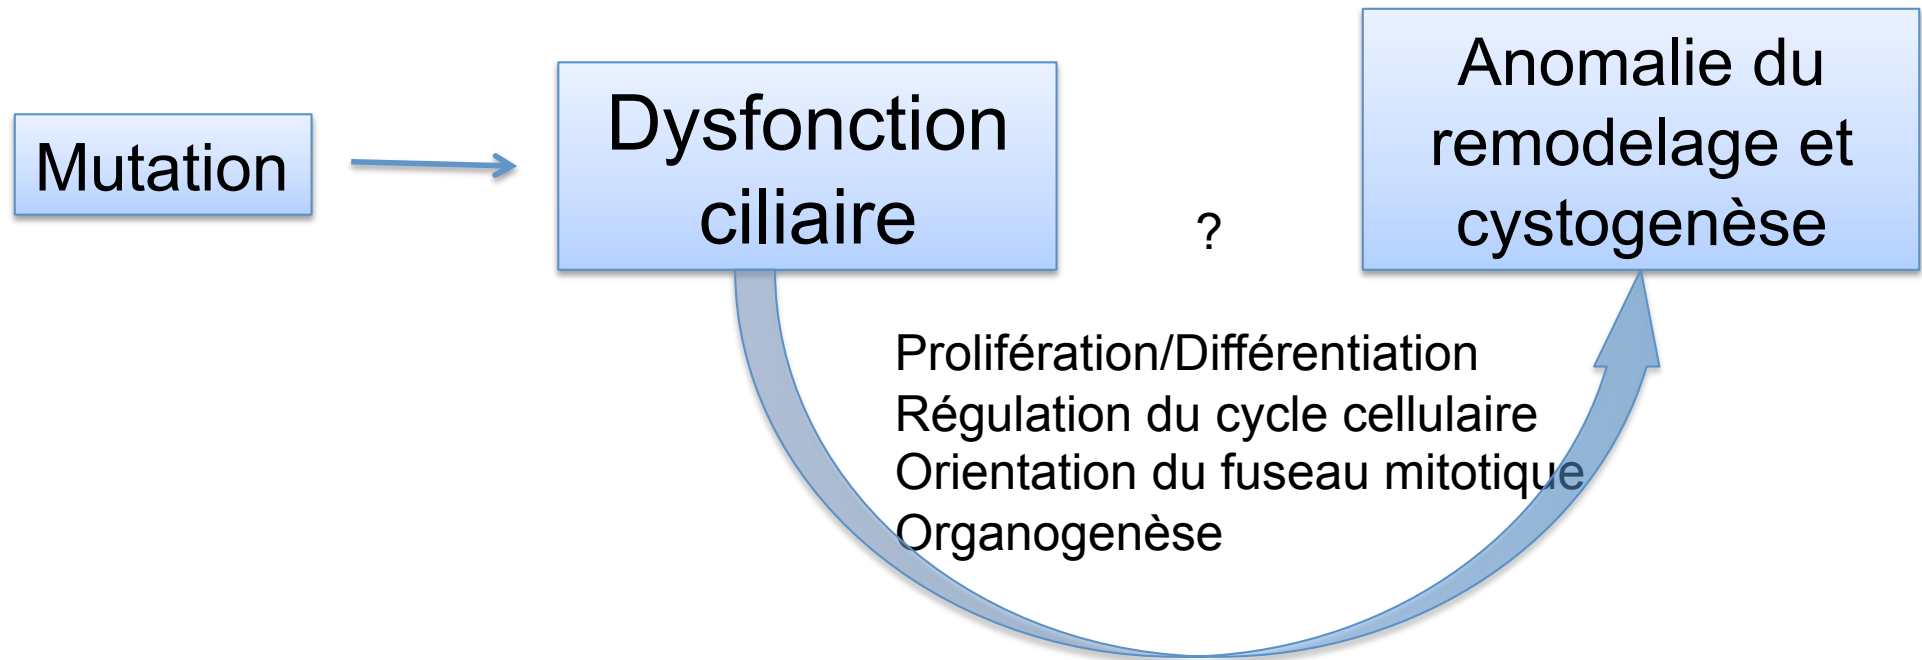 Mutation
Dysfonction
ciliaire
?
Anomalie du
remodelage et
cystogenèse
Prolifération/Différentiation
Régulation du cycle cellulaire
Orientation du fuseau mitotique
Organogenèse